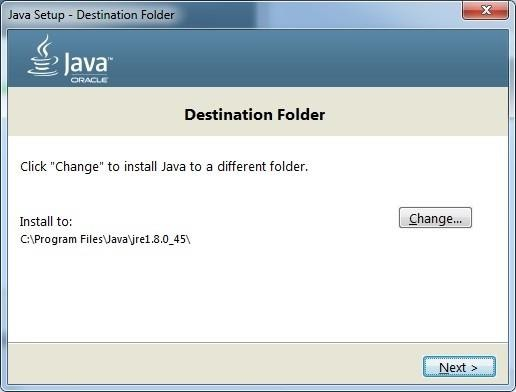 Java Setup - Destination Folder
Java™
ORACLE
Destination Folder
Click "Change" to install Java to a different folder.
Install to:
Change...
C:\Program Files\Java\jre1.8.0_45\
Next >